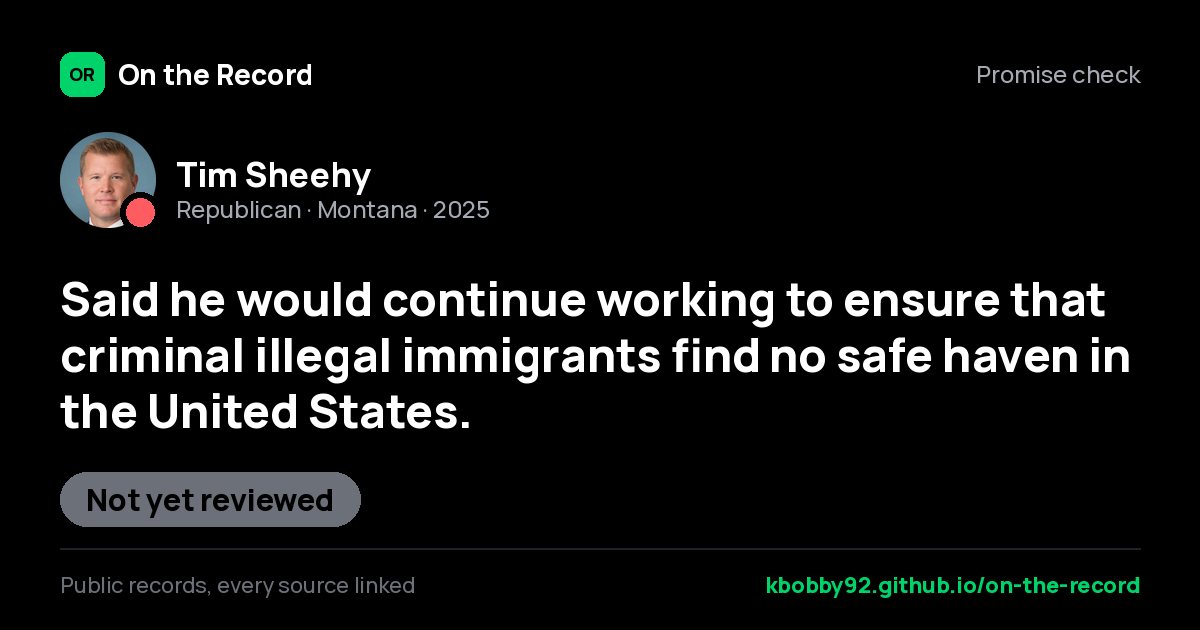 OR On the Record
Promise check
Tim Sheehy
Republican · Montana · 2025
Said he would continue working to ensure that
criminal illegal immigrants find no safe haven in
the United States.
Not yet reviewed
Public records, every source linked
kbobby92.github.io/on-the-record